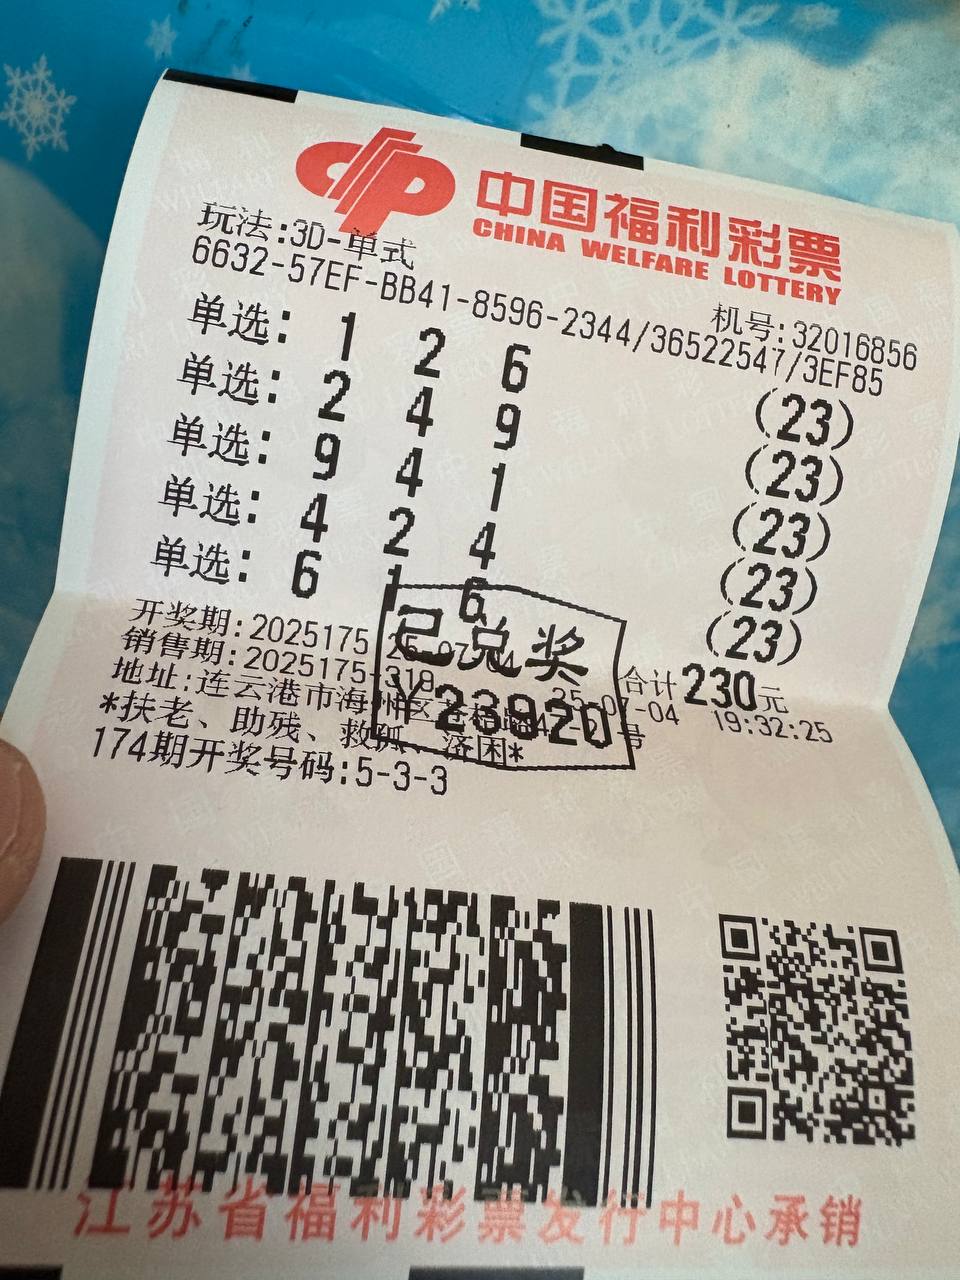 中国福利彩票
CHINA WELFARE LOTTERY
玩法:3D-单式
机号:32016856
6632-57EF-BB41-8596-2344/36522547/3EF85
单选: 1 2 6 (23)
单选: 2 4 9 (23)
单选: 9 4 1 (23)
单选: 4 2 4 (23)
单选: 6 1 6 (23)
开奖期:2025175
合计230元
销售期:2025175-319 25-07-04 19:32:25
地址:连云港市海州区 号
*扶老、助残、救孤、济困*
174期开奖号码:5-3-3
已兑奖
¥23920
江苏省福利彩票发行中心承销